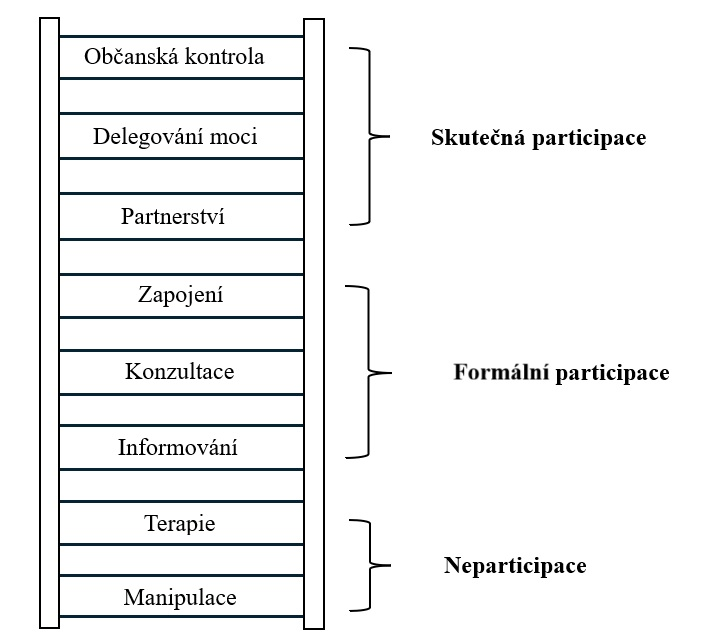 Občanská kontrola
Delegování moci
Skutečná participace
Partnerství
Zapojení
Konzultace
Formální participace
Informování
Terapie
Neparticipace
Manipulace